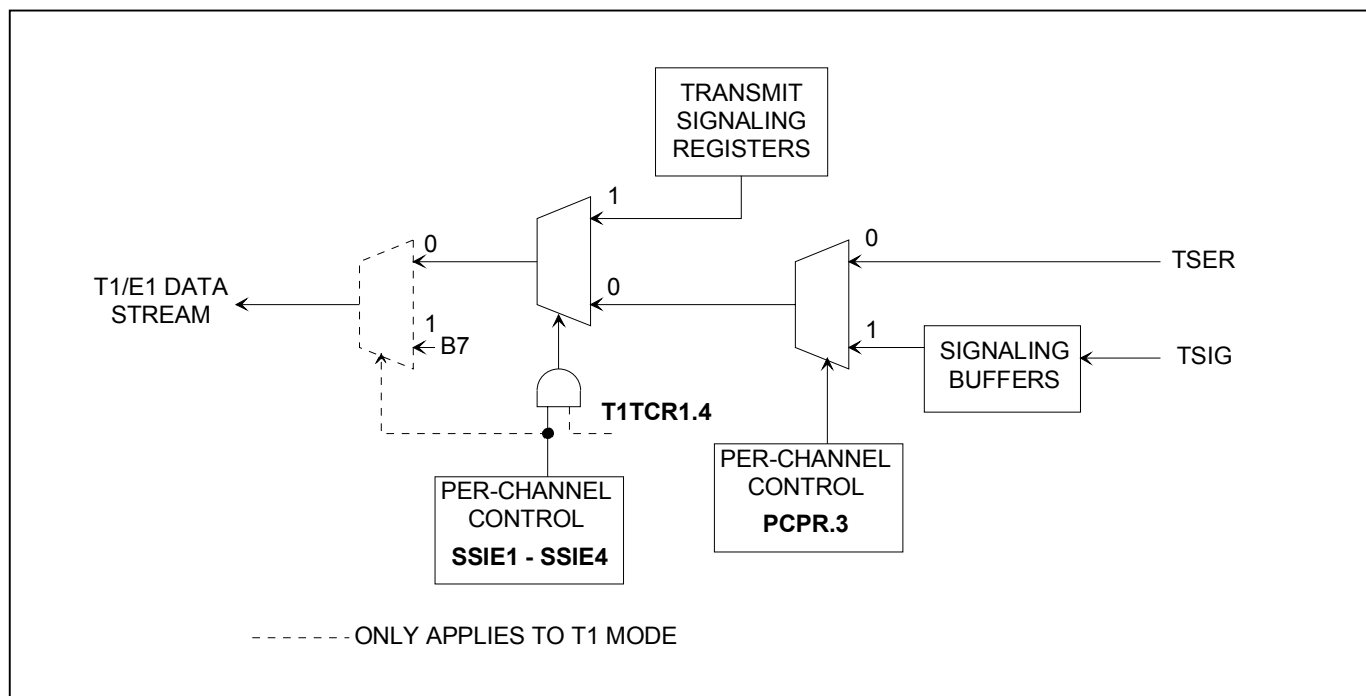 TRANSMIT
SIGNALING
REGISTERS
1
0
0
0
TSER
T1/E1 DATA
STREAM
1
B7
1
SIGNALING
BUFFERS
TSIG
T1TCR1.4
PER-CHANNEL
CONTROL
PCPR.3
PER-CHANNEL
CONTROL
SSIE1 - SSIE4
ONLY APPLIES TO T1 MODE